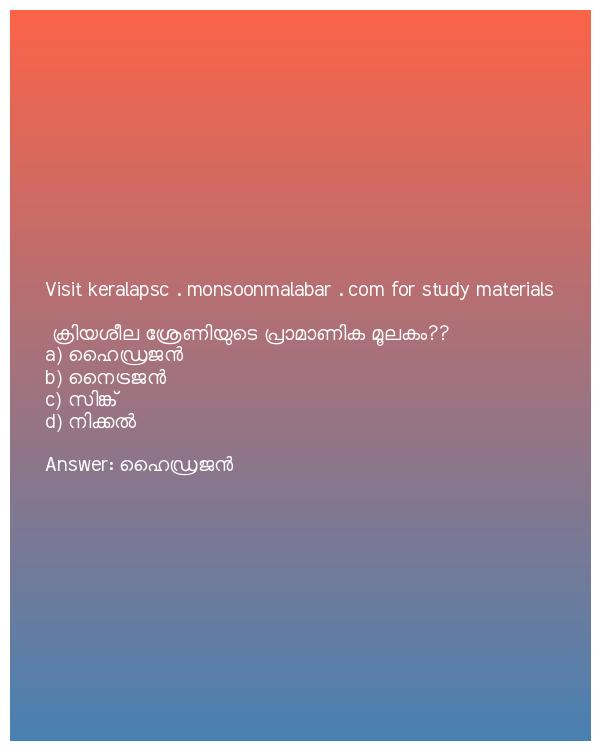 Visit keralapsc . monsoonmalabar . com for study materials
ക്രിയശീല ശ്രേണിയുടെ പ്രാമാണിക മൂലകം??
a) ഹൈഡ്രജൻ
b) നൈട്രജൻ
c) സിങ്ക്
d) നിക്കൽ
Answer: ഹൈഡ്രജൻ